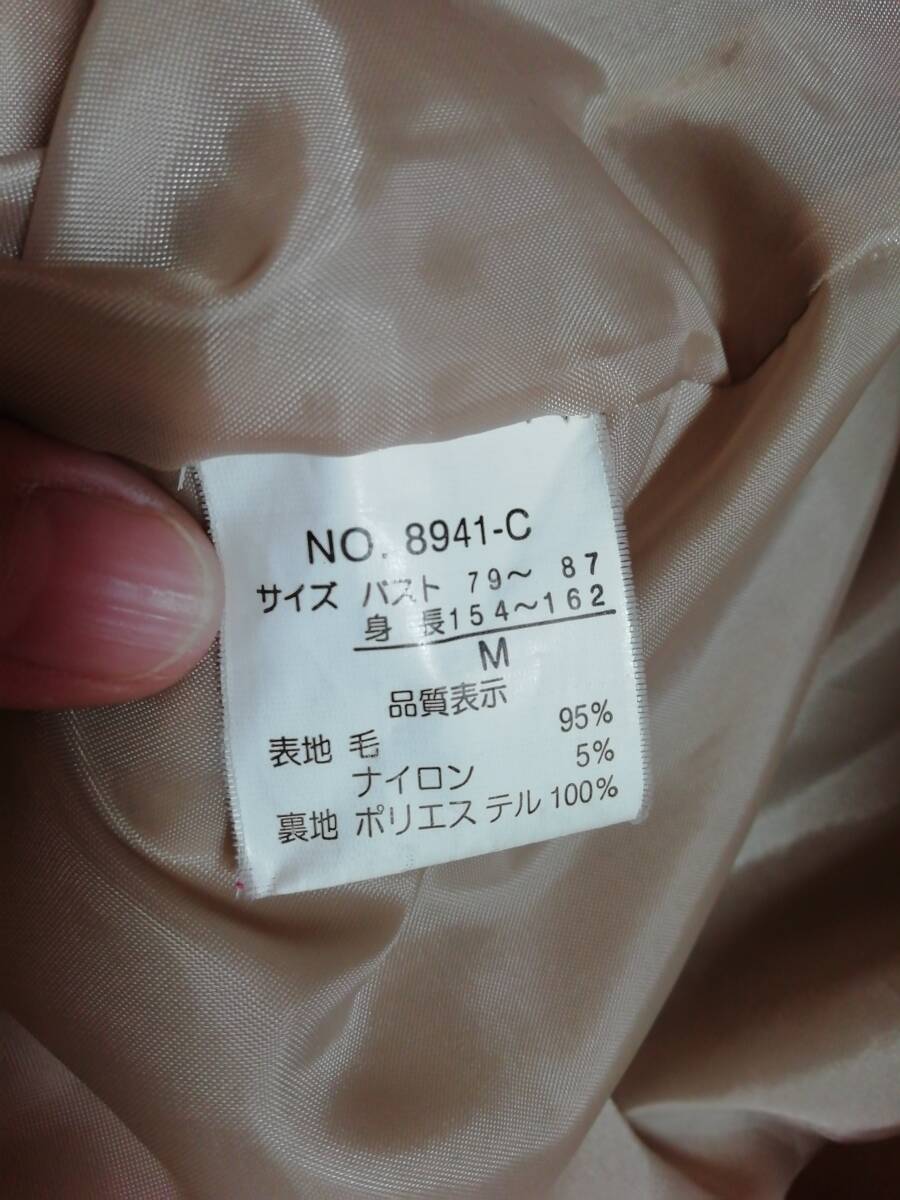 NO. 8941-C
サイズ バスト 79～ 87
身 長154～162
M
品質表示
表地 毛 95%
ナイロン 5%
裏地 ポリエステル 100%